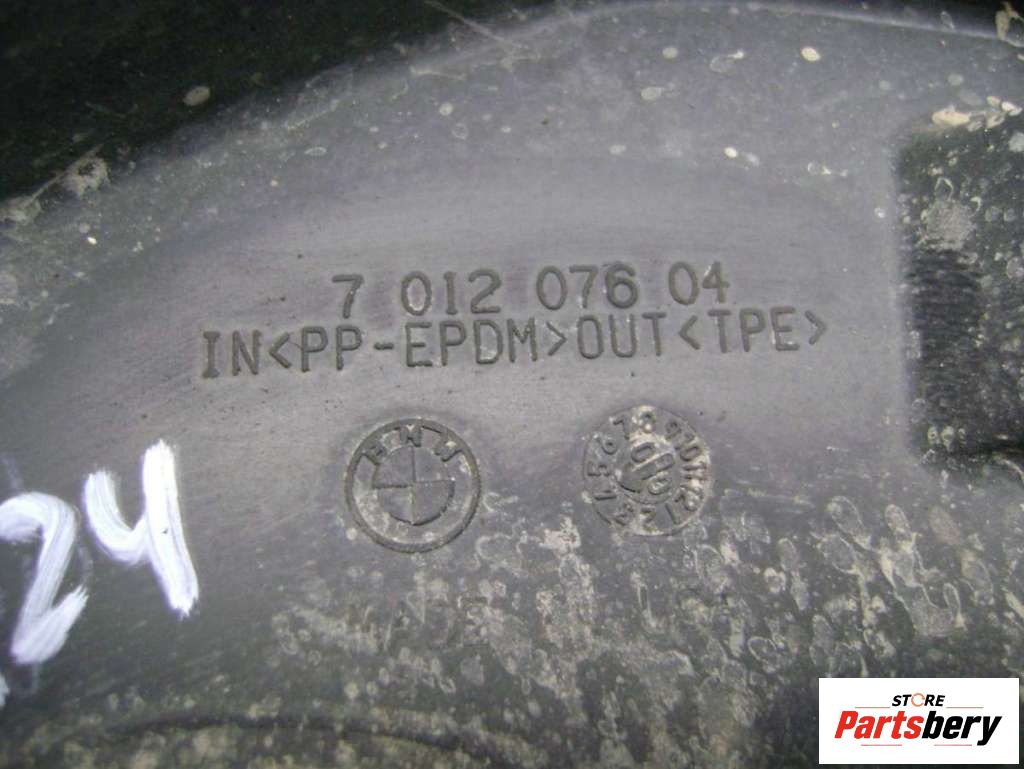 7 012 076 04
IN<PP-EPDM>OUT<TPE>
BMW
24
STORE
Partsbery